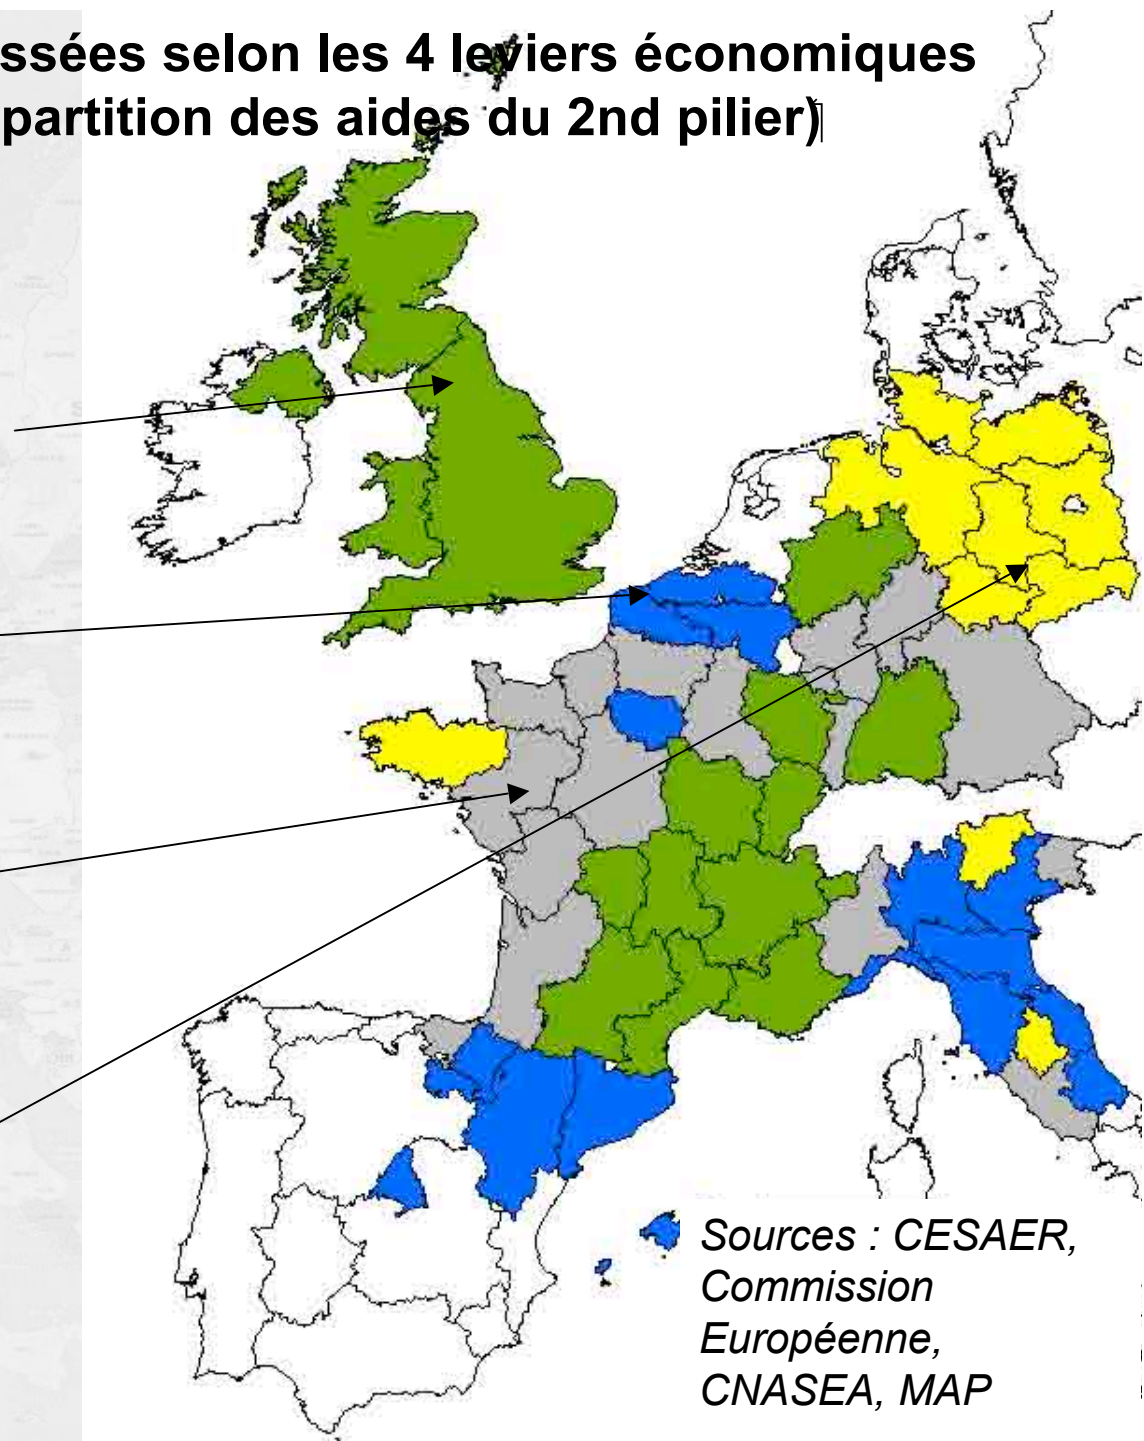 ssées selon les 4 leviers économiques
partition des aides du 2nd pilier)
Sources : CESAER,
Commission
Européenne,
CNASEA, MAP